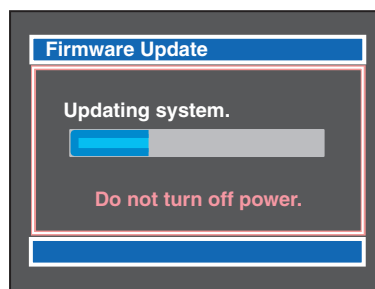 Firmware Update
Updating system.
Do not turn off power.